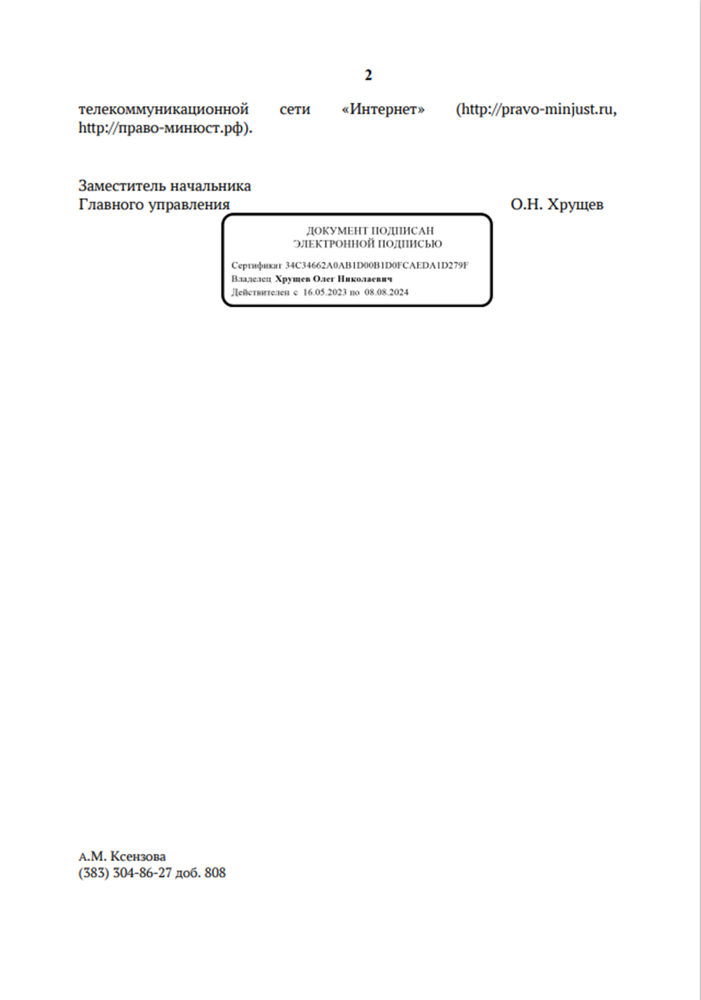 2
телекоммуникационной сети «Интернет» (http://pravo-minjust.ru,
http://право-минюст.рф).
Заместитель начальника
Главного управления О.Н. Хрущев
ДОКУМЕНТ ПОДПИСАН
ЭЛЕКТРОННОЙ ПОДПИСЬЮ
Сертификат 34C34662A0AB1D00B1D0FCAEDA1D279F
Владелец Хрущев Олег Николаевич
Действителен с 16.05.2023 по 08.08.2024
А.М. Ксензова
(383) 304-86-27 доб. 808